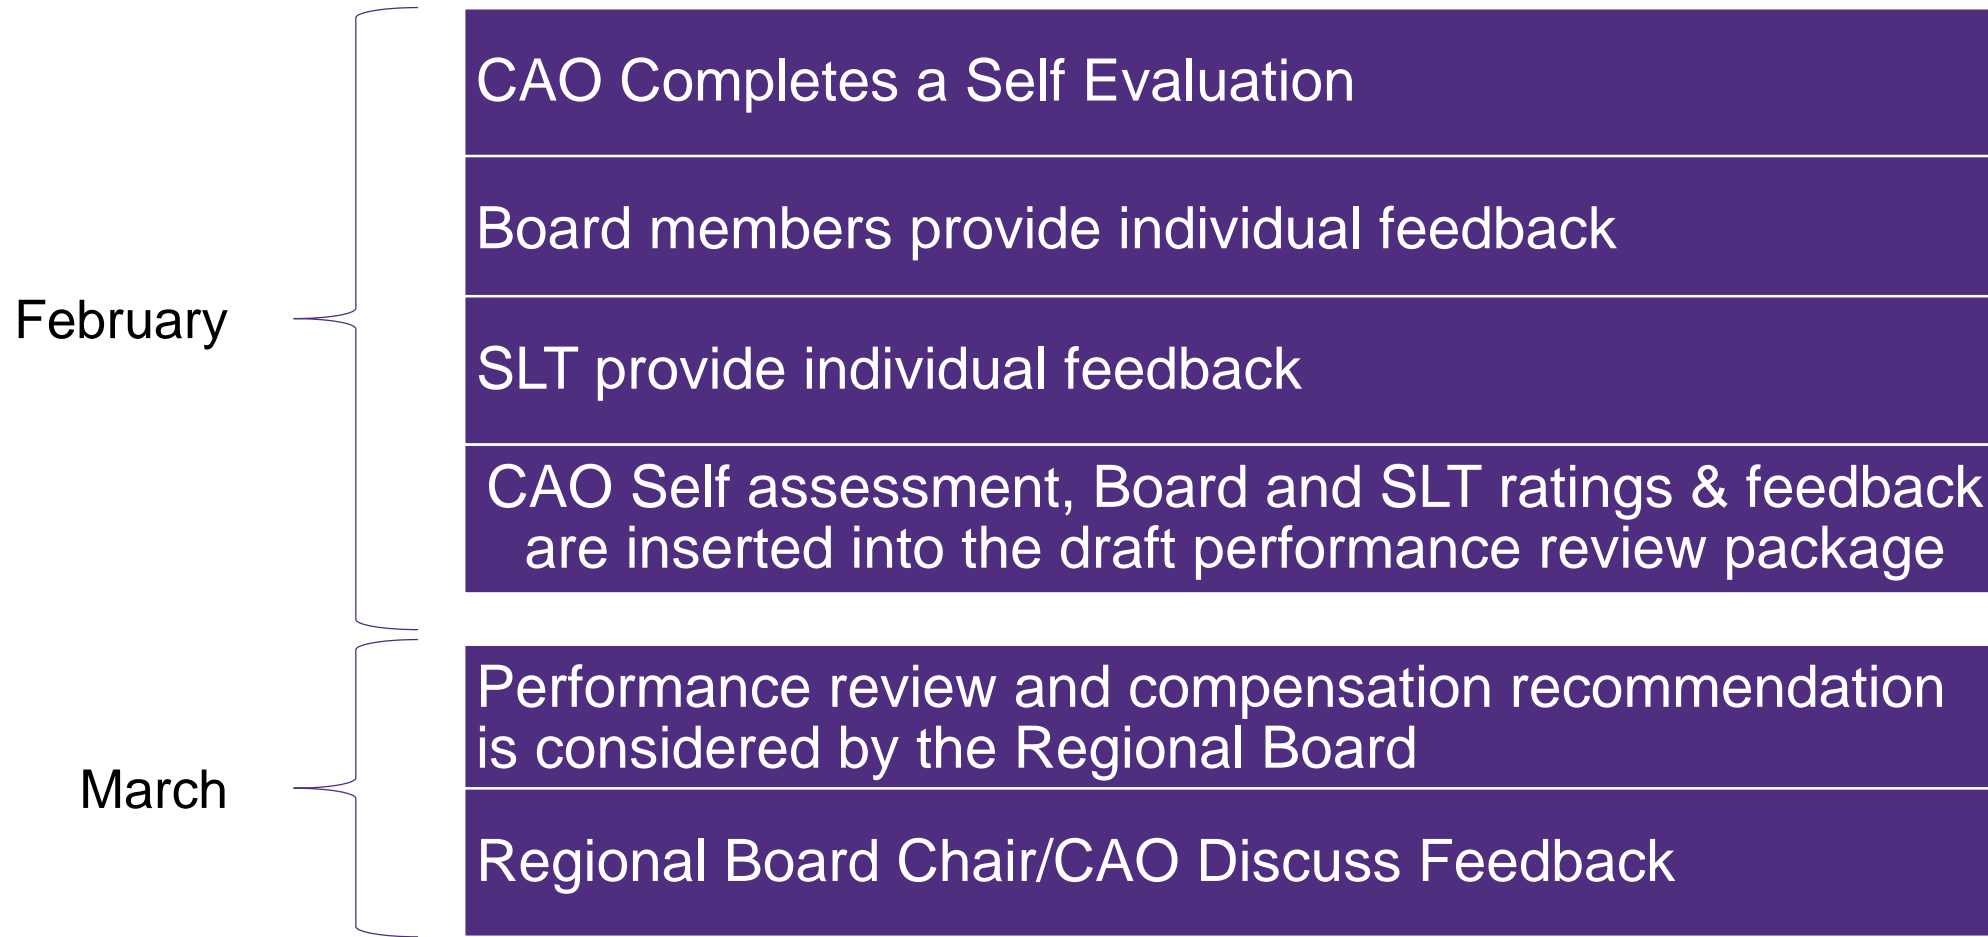 February
CAO Completes a Self Evaluation
Board members provide individual feedback
SLT provide individual feedback
CAO Self assessment, Board and SLT ratings & feedback
are inserted into the draft performance review package
March
Performance review and compensation recommendation
is considered by the Regional Board
Regional Board Chair/CAO Discuss Feedback